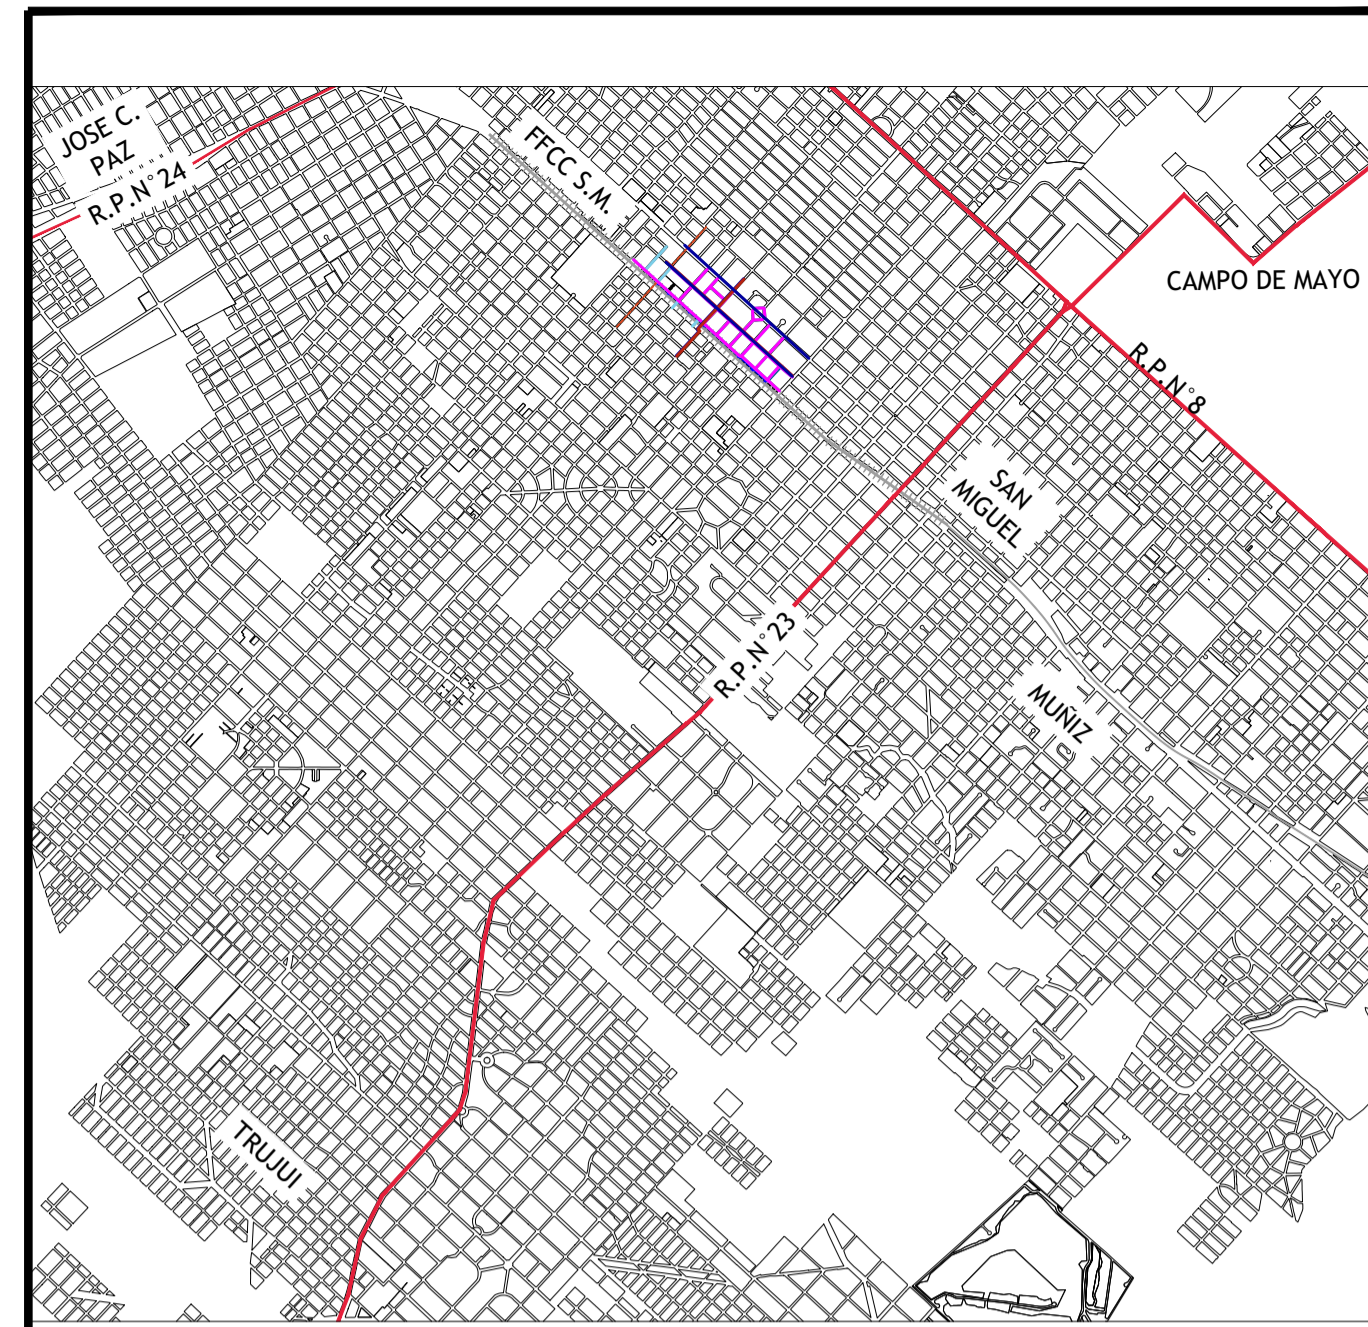 JOSE C.
PAZ
R.P.N°24
FFCC S.M.
CAMPO DE MAYO
R.P.N°8
SAN
MIGUEL
R.P.N°23
MUÑIZ
TRUJUI